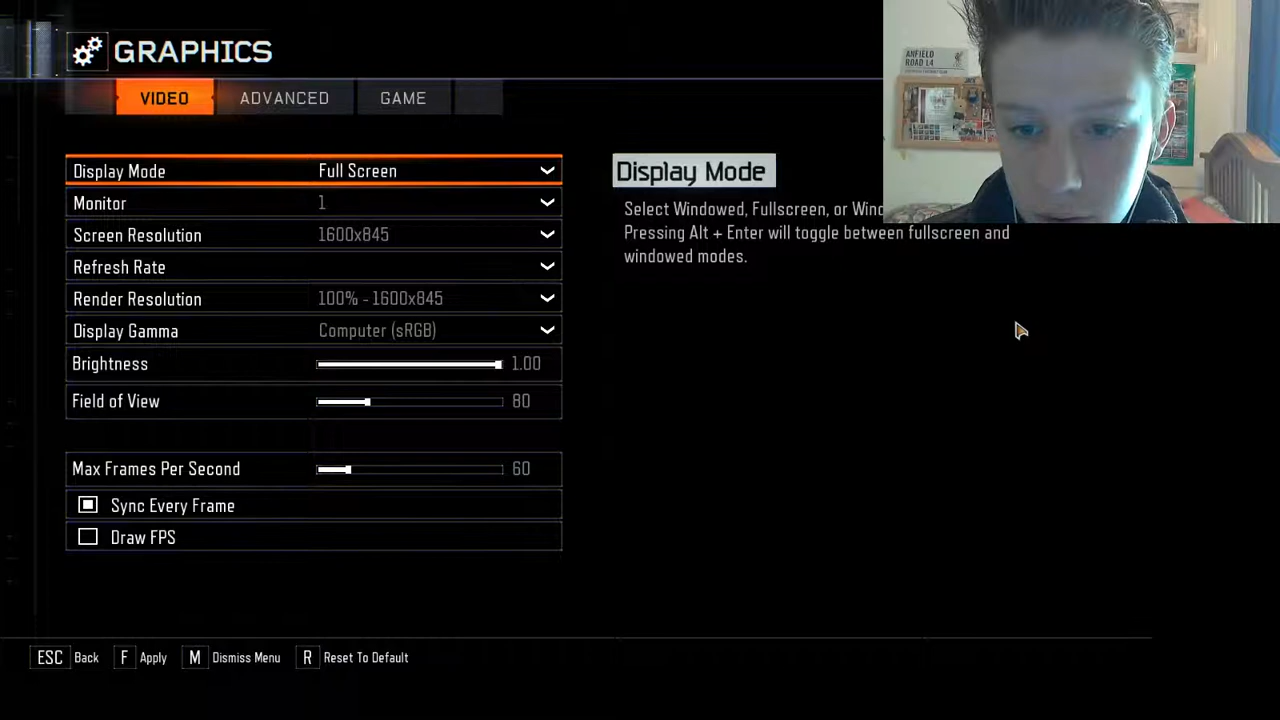 GRAPHICS
VIDEO ADVANCED GAME
ANFIELD
ROAD L4
Display Mode Full Screen
Monitor 1
Screen Resolution 1600x845
Refresh Rate
Render Resolution 100% - 1600x845
Display Gamma Computer (sRGB)
Brightness 1.00
Field of View 80
Max Frames Per Second 60
Sync Every Frame
Draw FPS
Display Mode
Select Windowed, Fullscreen, or
Pressing Alt + Enter will toggle between fullscreen and
windowed modes.
ESC Back F Apply M Dismiss Menu R Reset To Default